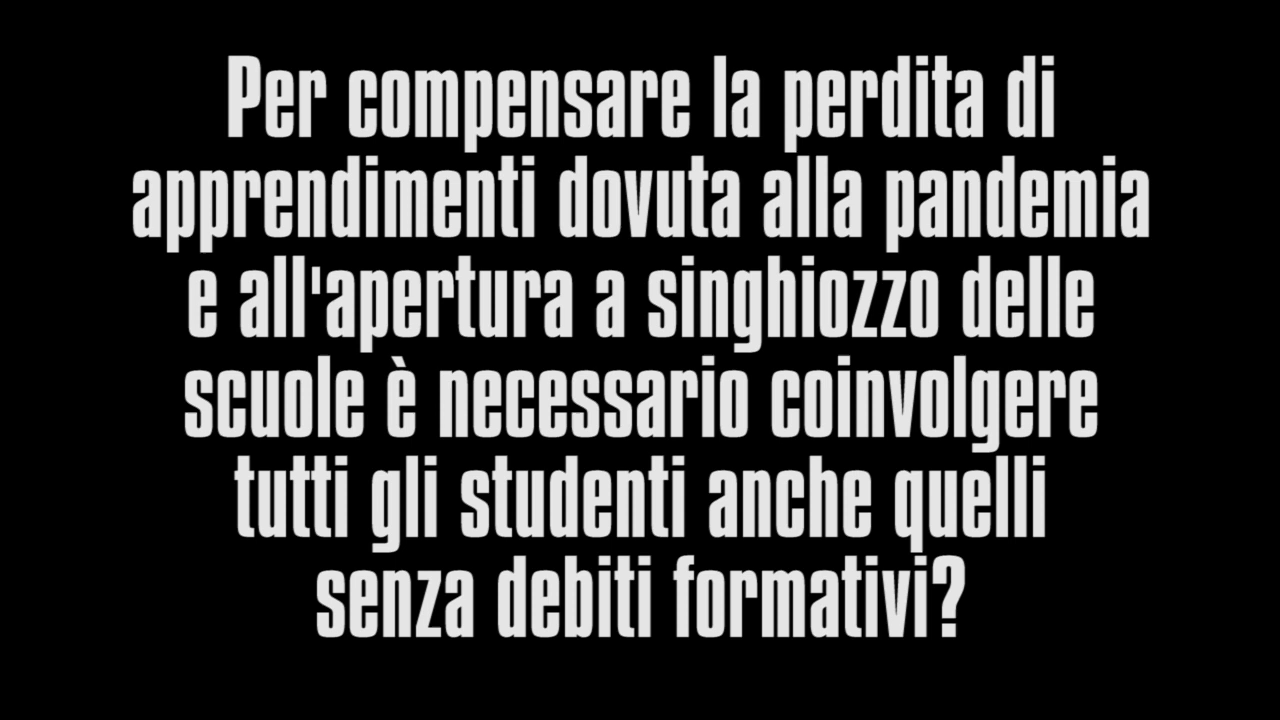 Per compensare la perdita di
apprendimenti dovuta alla pandemia
e all'apertura a singhiozzo delle
scuole è necessario coinvolgere
tutti gli studenti anche quelli
senza debiti formativi?